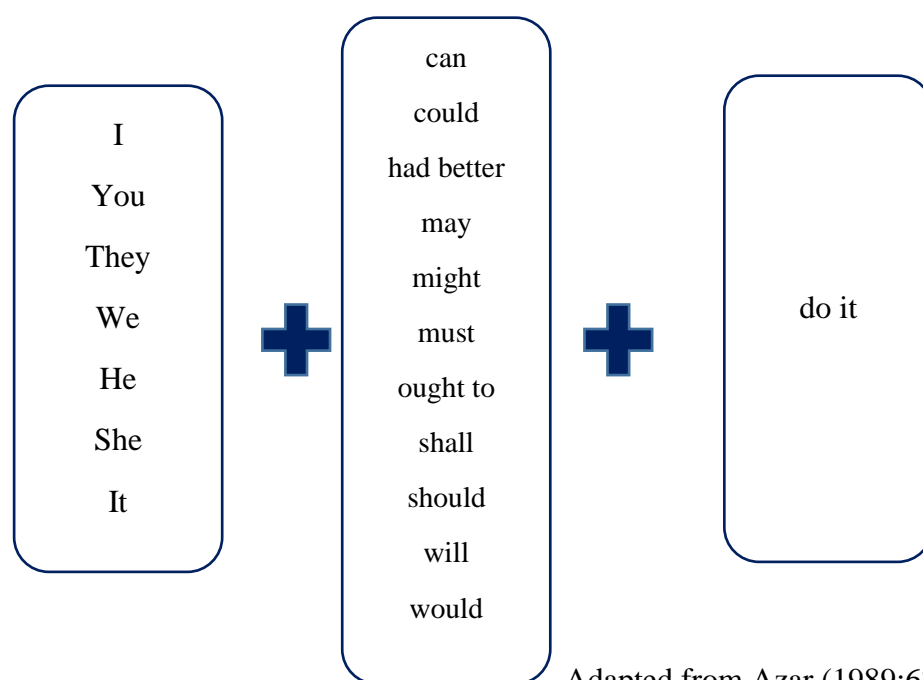 I
You
They
We
He
She
It
can
could
had better
may
might
must
ought to
shall
should
will
would
do it
Adapted from Azar (1989:6